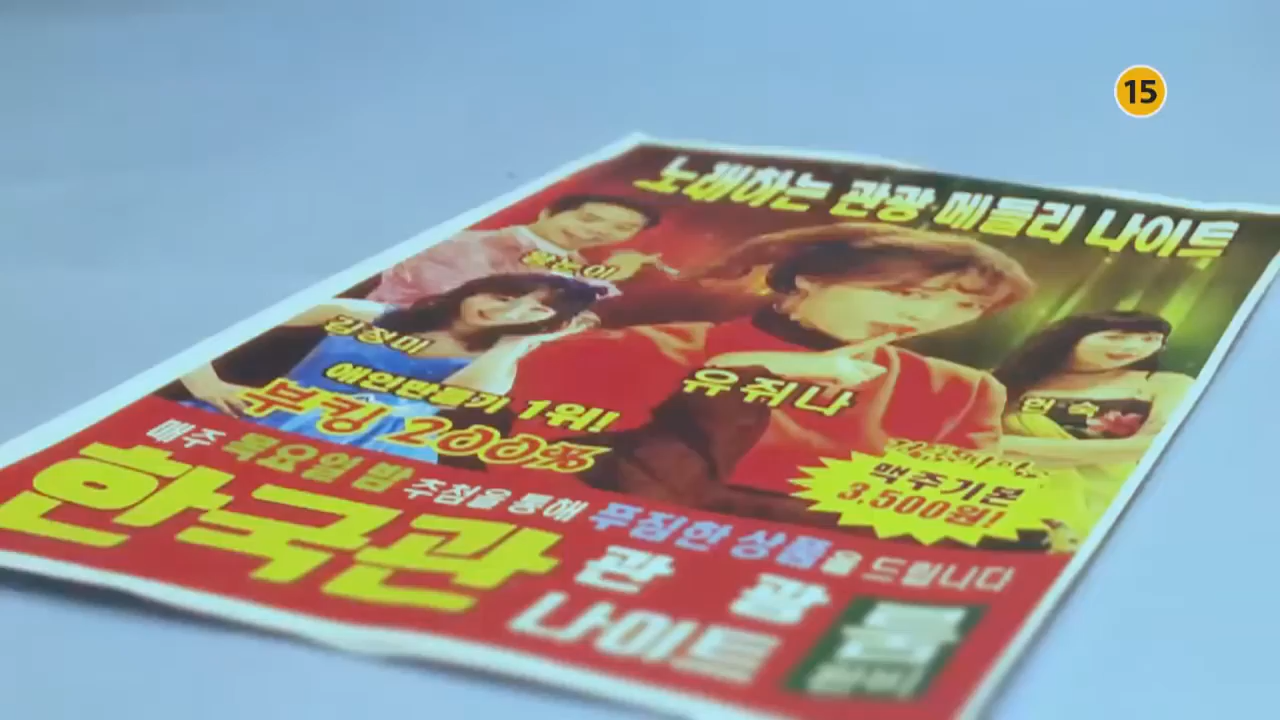 15
노래하는 관광 메들리 나이트
김정미
유쥐나
애인만들기 1위!
부킹 200%
맥주기본
3,500원!
매주 목요일 밤 추첨을 통해 푸짐한 상품을 드립니다
한국관
관광
나이트